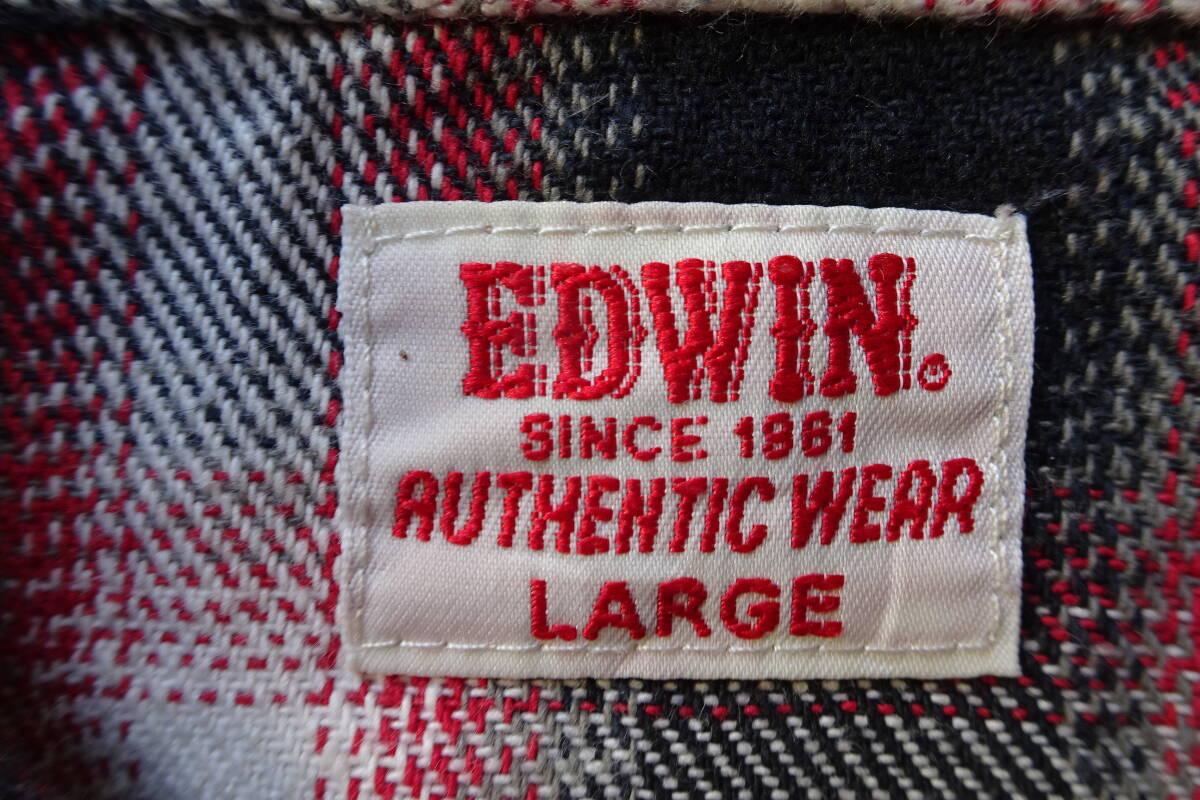 EDWIN®
SINCE 1961
AUTHENTIC WEAR
LARGE